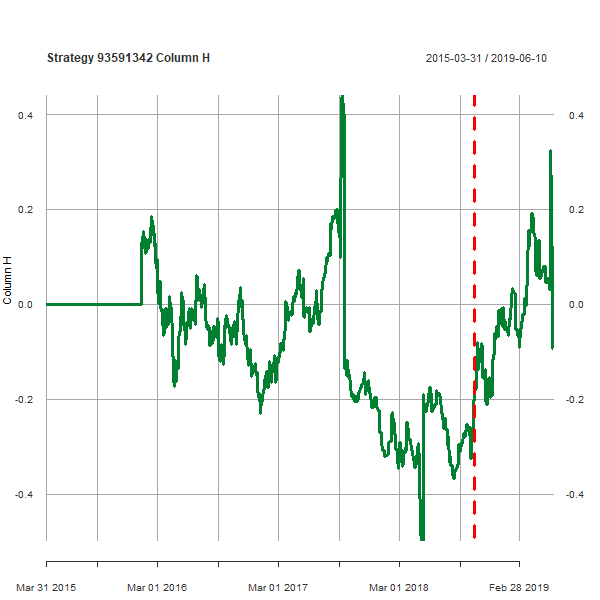 Strategy 93591342 Column H
2015-03-31 / 2019-06-10
0.4
0.4
0.2
0.2
0.0
0.0
-0.2
-0.2
-0.4
-0.4
Column H
Mar 31 2015
Mar 01 2016
Mar 01 2017
Mar 01 2018
Feb 28 2019